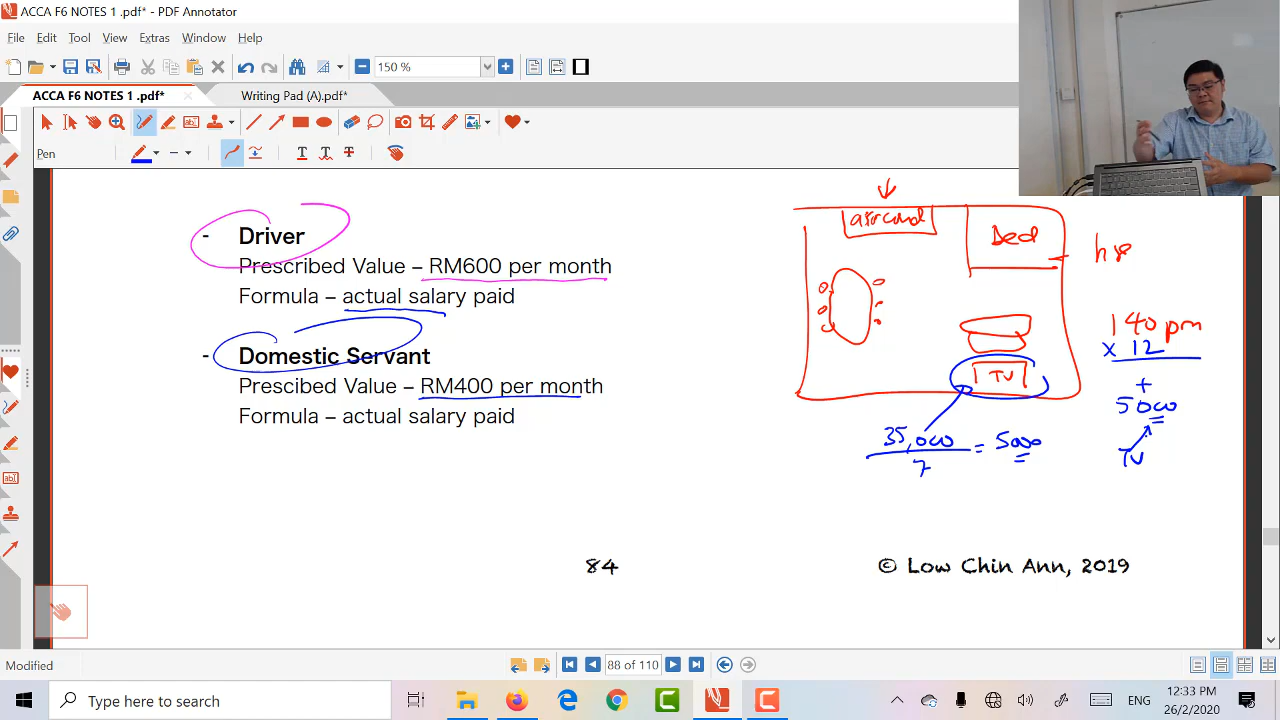 ACCA F6 NOTES 1 .pdf* - PDF Annotator
File Edit Tool View Extras Window Help
150 %
ACCA F6 NOTES 1 .pdf*
Writing Pad (A).pdf*
Pen
- Driver
Prescribed Value – RM600 per month
Formula – actual salary paid
- Domestic Servant
Prescibed Value – RM400 per month
Formula – actual salary paid
aircond
Bed
hse
TV
140 pm
x 12
+
5000
TV
35,000
7
= 5000
84
© Low Chin Ann, 2019
Modified
88 of 110
Type here to search
ENG
12:33 PM
26/2/2020